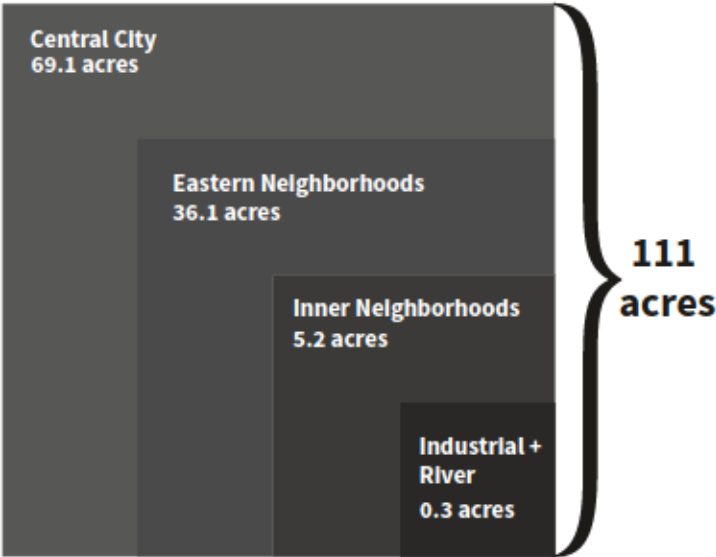 Central City
69.1 acres
Eastern Neighborhoods
36.1 acres
Inner Neighborhoods
5.2 acres
Industrial +
River
0.3 acres
111
acres